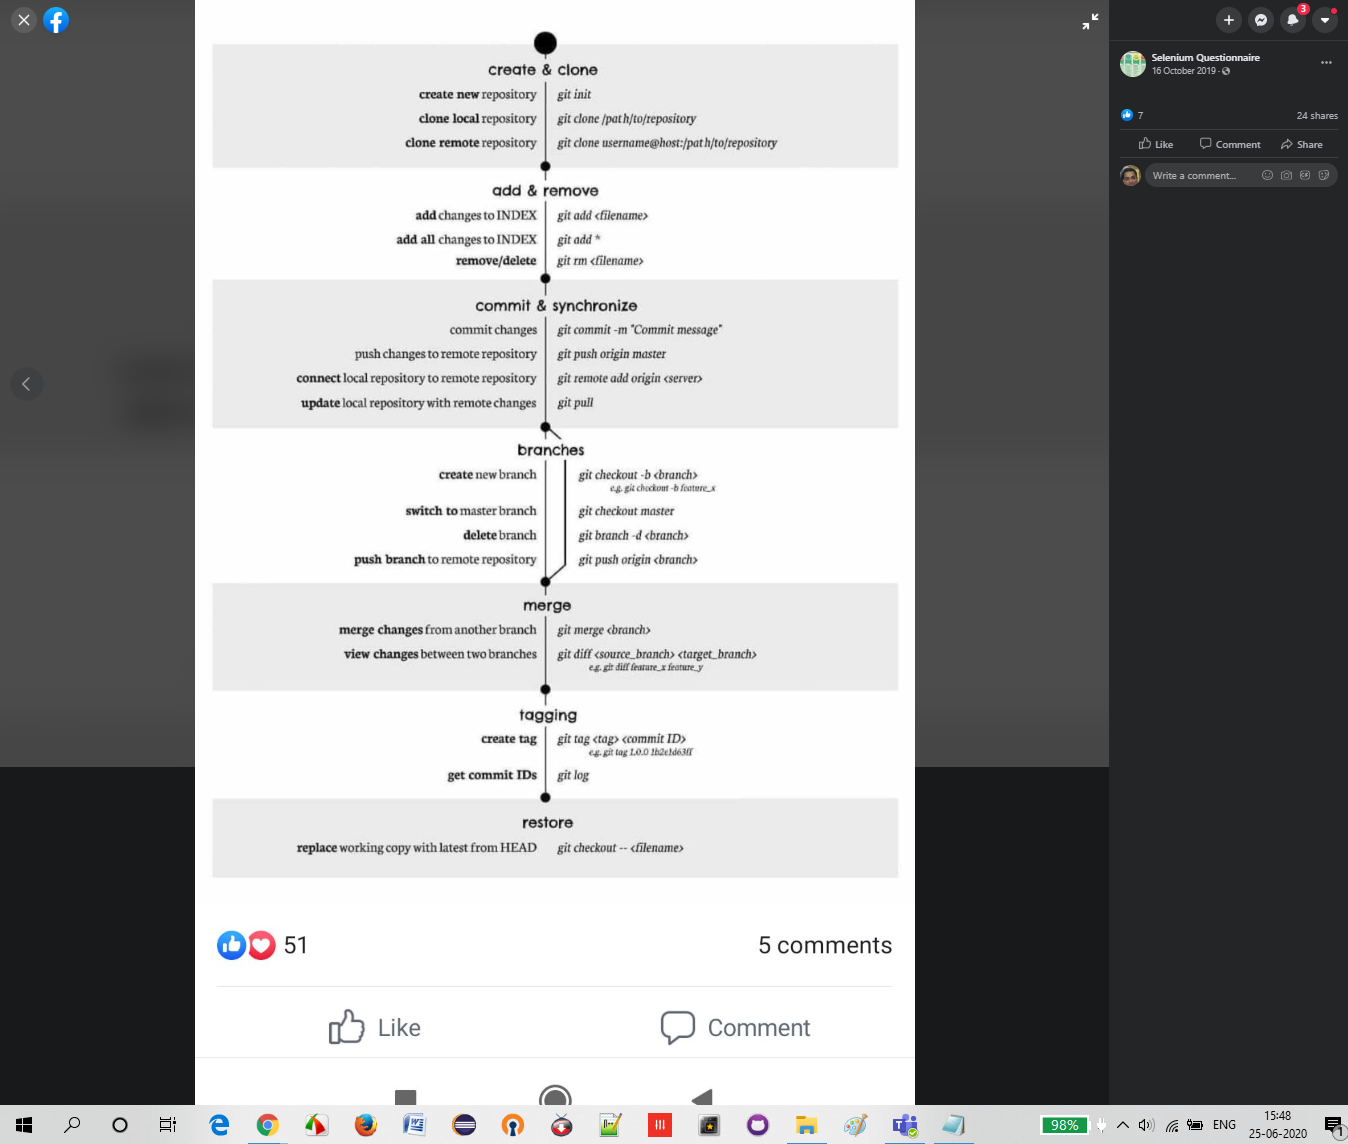 create & clone
create new repository git init
clone local repository git clone /path/to/repository
clone remote repository git clone username@host:/path/to/repository
add & remove
add changes to INDEX git add <filename>
add all changes to INDEX git add *
remove/delete git rm <filename>
commit & synchronize
commit changes git commit -m "Commit message"
push changes to remote repository git push origin master
connect local repository to remote repository git remote add origin <server>
update local repository with remote changes git pull
branches
create new branch git checkout -b <branch>
e.g. git checkout -b feature_x
switch to master branch git checkout master
delete branch git branch -d <branch>
push branch to remote repository git push origin <branch>
merge
merge changes from another branch git merge <branch>
view changes between two branches git diff <source_branch> <target_branch>
e.g. git diff feature_x feature_y
tagging
create tag git tag <tag> <commit ID>
e.g. git tag 1.0.0 1b2e1d63ff
get commit IDs git log
restore
replace working copy with latest from HEAD git checkout -- <filename>
51 5 comments
Like Comment
3
Selenium Questionnaire
16 October 2019
7 24 shares
Like Comment Share
Write a comment...
98% ENG
15:48
25-06-2020
1